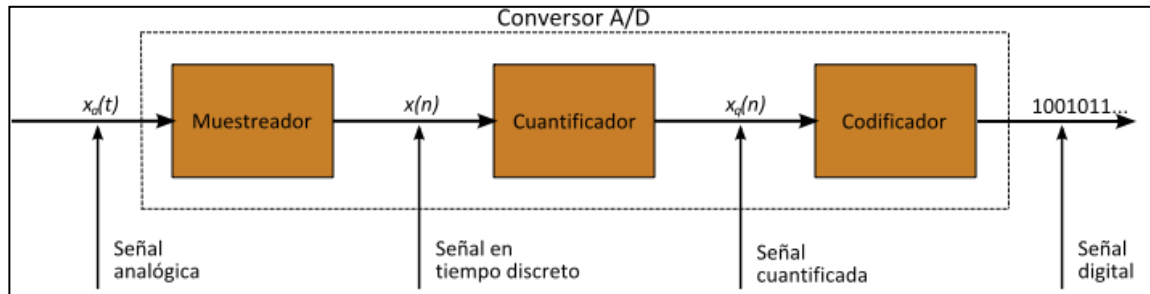 Conversor A/D
xa(t)
Muestreador
x(n)
Cuantificador
xq(n)
Codificador
1001011...
Señal
analógica
Señal en
tiempo discreto
Señal
cuantificada
Señal
digital